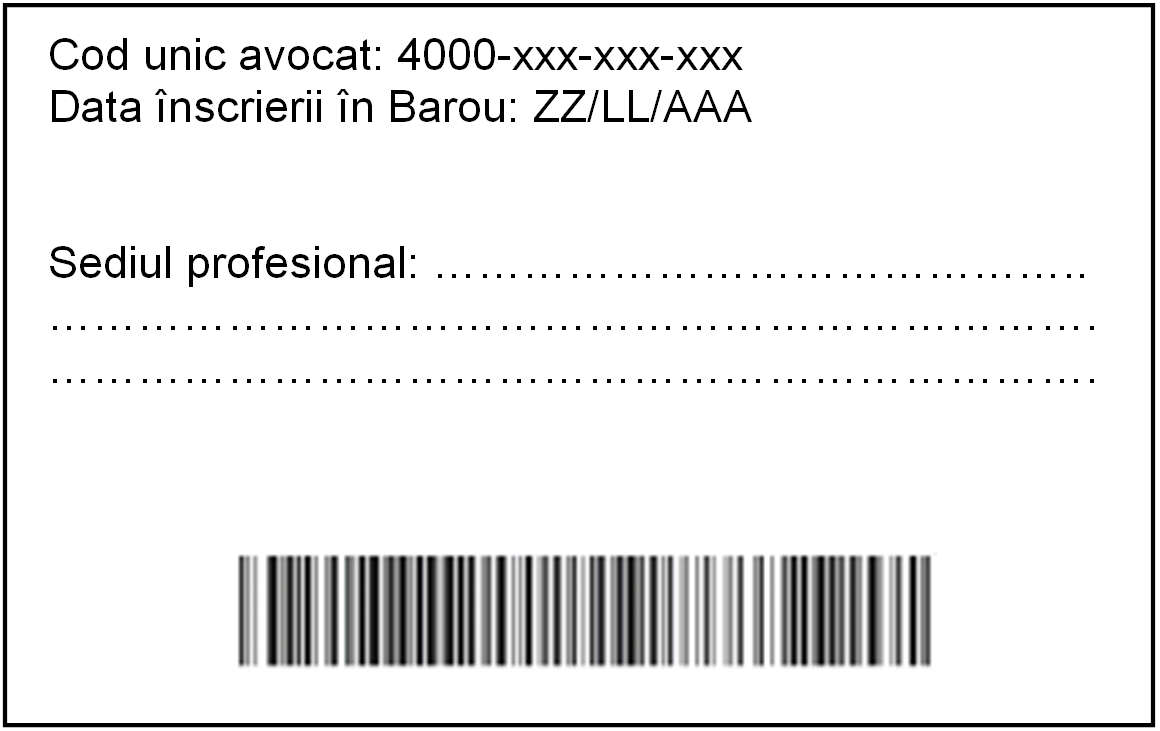 Cod unic avocat: 4000-xxx-xxx-xxx
Data înscrierii în Barou: ZZ/LL/AAA
Sediul profesional: ……………………………………..
…………………………………………………………….
…………………………………………………………….